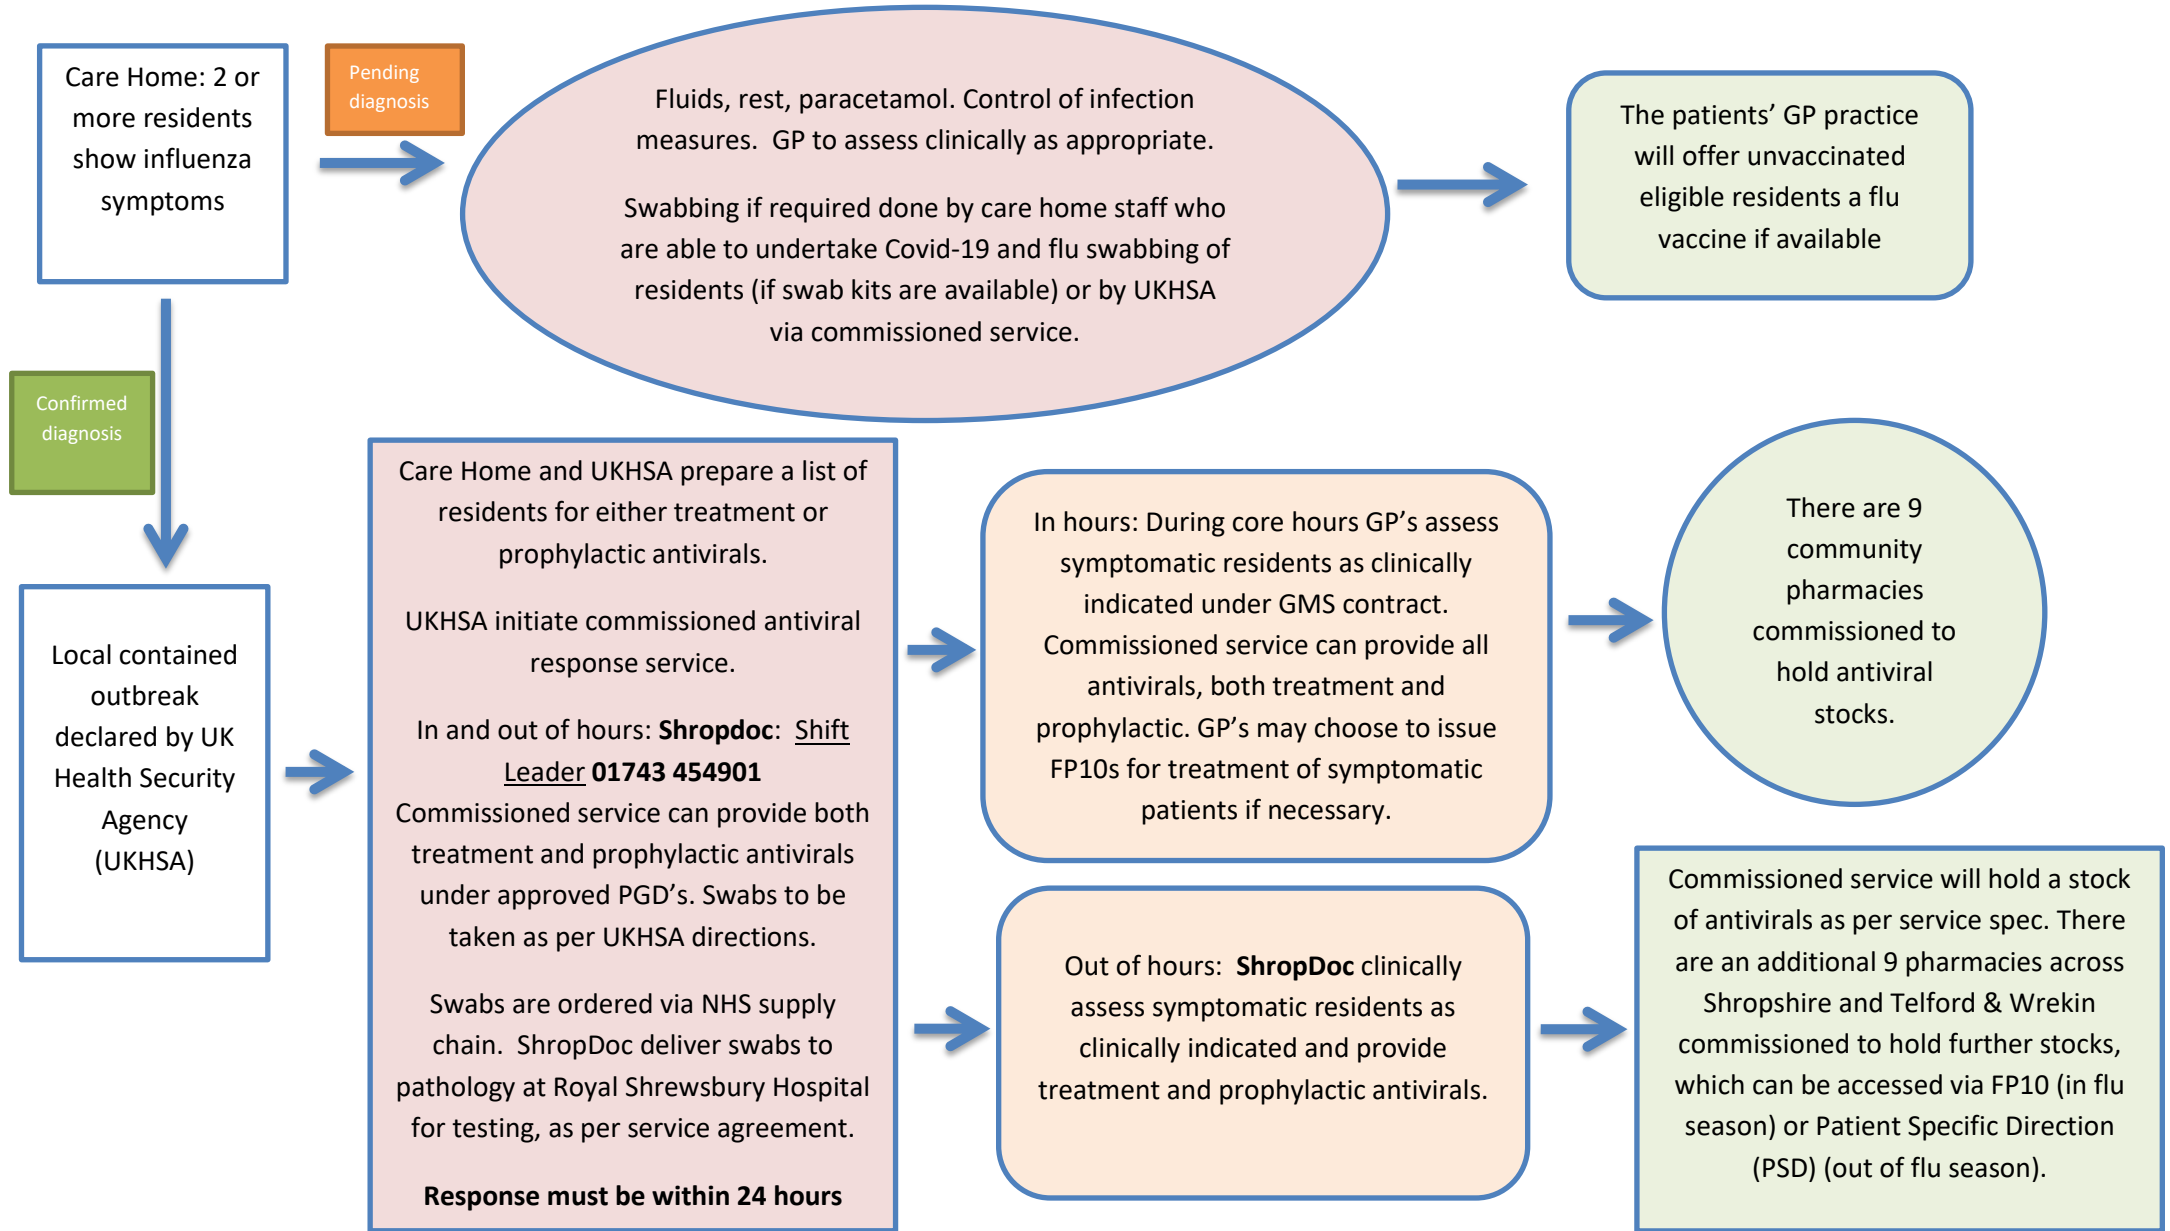 Care Home: 2 or
more residents
show influenza
symptoms
Pending
diagnosis
Fluids, rest, paracetamol. Control of infection
measures.  GP to assess clinically as appropriate.
Swabbing if required done by care home staff who
are able to undertake Covid-19 and flu swabbing of
residents (if swab kits are available) or by UKHSA
via commissioned service.
The patients’ GP practice
will offer unvaccinated
eligible residents a flu
vaccine if available
Confirmed
diagnosis
Local contained
outbreak
declared by UK
Health Security
Agency
(UKHSA)
Care Home and UKHSA prepare a list of
residents for either treatment or
prophylactic antivirals.
UKHSA initiate commissioned antiviral
response service.
In and out of hours: Shropdoc:  Shift
Leader 01743 454901
Commissioned service can provide both
treatment and prophylactic antivirals
under approved PGD’s. Swabs to be
taken as per UKHSA directions.
Swabs are ordered via NHS supply
chain.  ShropDoc deliver swabs to
pathology at Royal Shrewsbury Hospital
for testing, as per service agreement.
Response must be within 24 hours
In hours: During core hours GP’s assess
symptomatic residents as clinically
indicated under GMS contract.
Commissioned service can provide all
antivirals, both treatment and
prophylactic. GP’s may choose to issue
FP10s for treatment of symptomatic
patients if necessary.
There are 9
community
pharmacies
commissioned to
hold antiviral
stocks.
Out of hours:  ShropDoc clinically
assess symptomatic residents as
clinically indicated and provide
treatment and prophylactic antivirals.
Commissioned service will hold a stock
of antivirals as per service spec. There
are an additional 9 pharmacies across
Shropshire and Telford & Wrekin
commissioned to hold further stocks,
which can be accessed via FP10 (in flu
season) or Patient Specific Direction
(PSD) (out of flu season).